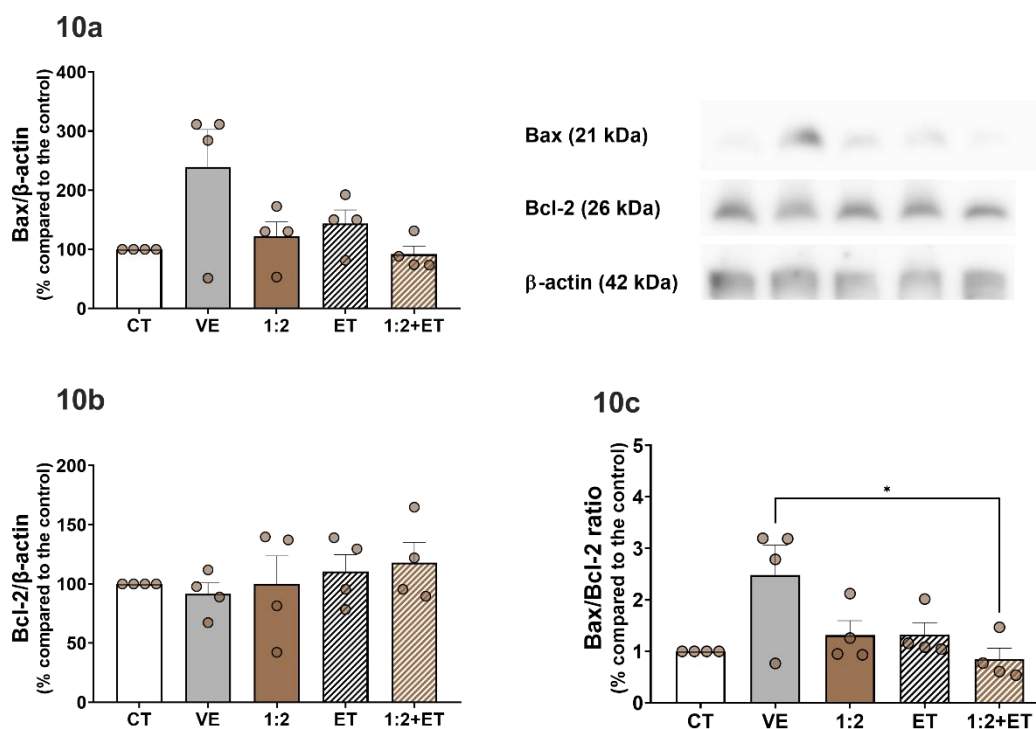 10a
Bax/β-actin
(% compared to the control)
400
300
200
100
0
CT VE 1:2 ET 1:2+ET
Bax (21 kDa)
Bcl-2 (26 kDa)
β-actin (42 kDa)
10b
Bcl-2/β-actin
(% compared to the control)
200
150
100
50
0
CT VE 1:2 ET 1:2+ET
10c
Bax/Bcl-2 ratio
(% compared to the control)
5
4
3
2
1
0
*
CT VE 1:2 ET 1:2+ET